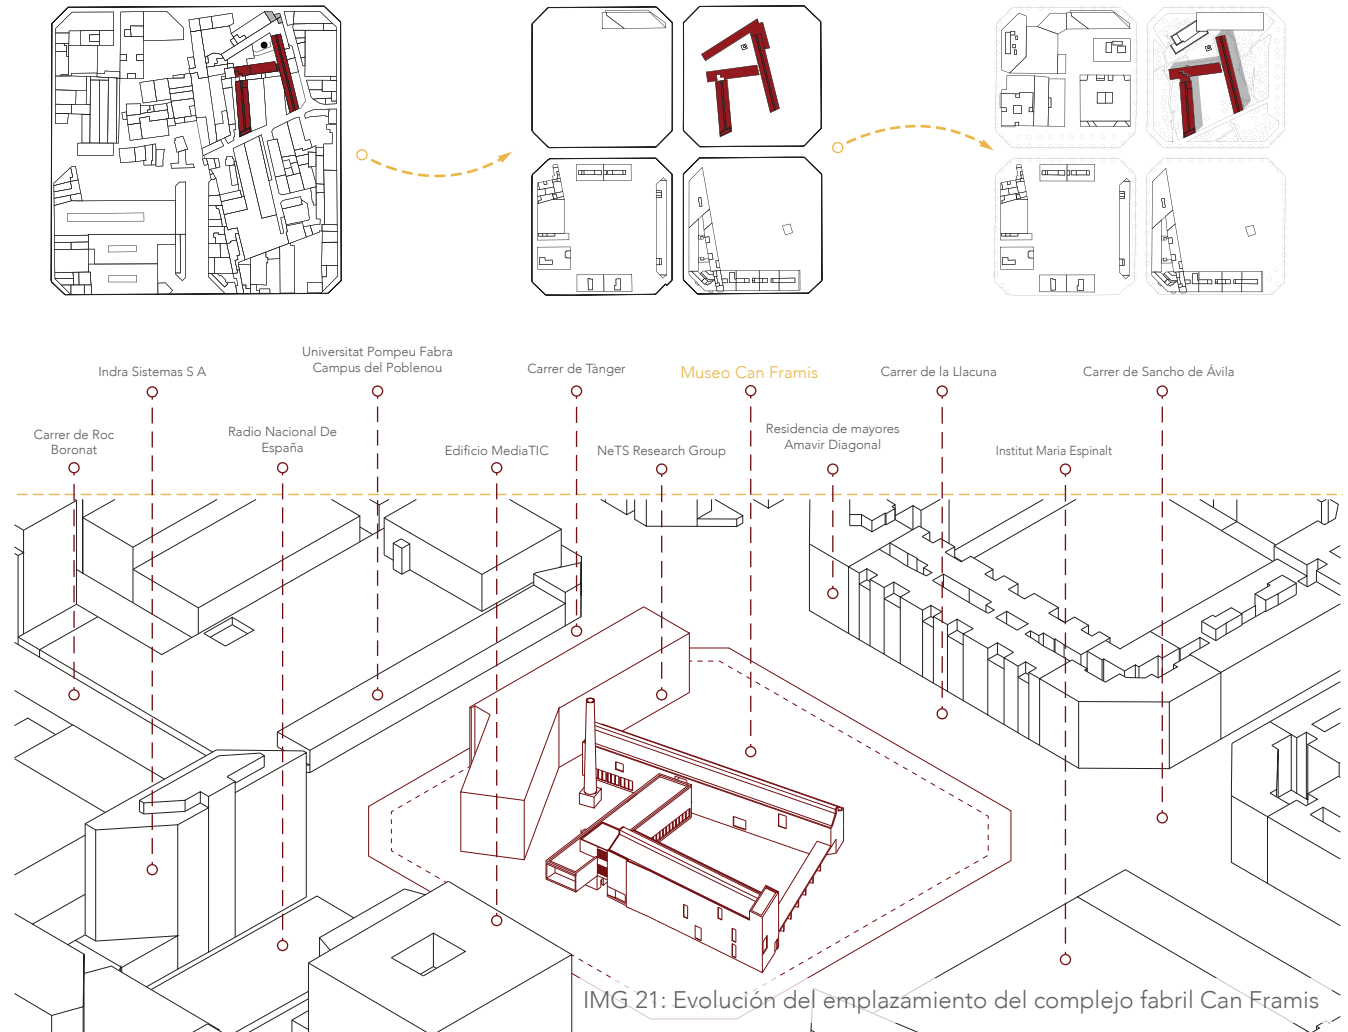 Universitat Pompeu Fabra
Campus del Poblenou
Indra Sistemas S A
Carrer de Tànger
Museo Can Framis
Carrer de la Llacuna
Carrer de Sancho de Ávila
Carrer de Roc
Boronat
Radio Nacional De
España
Edificio MediaTIC
NeTS Research Group
Residencia de mayores
Amavir Diagonal
Institut Maria Espinalt
IMG 21: Evolución del emplazamiento del complejo fabril Can Framis